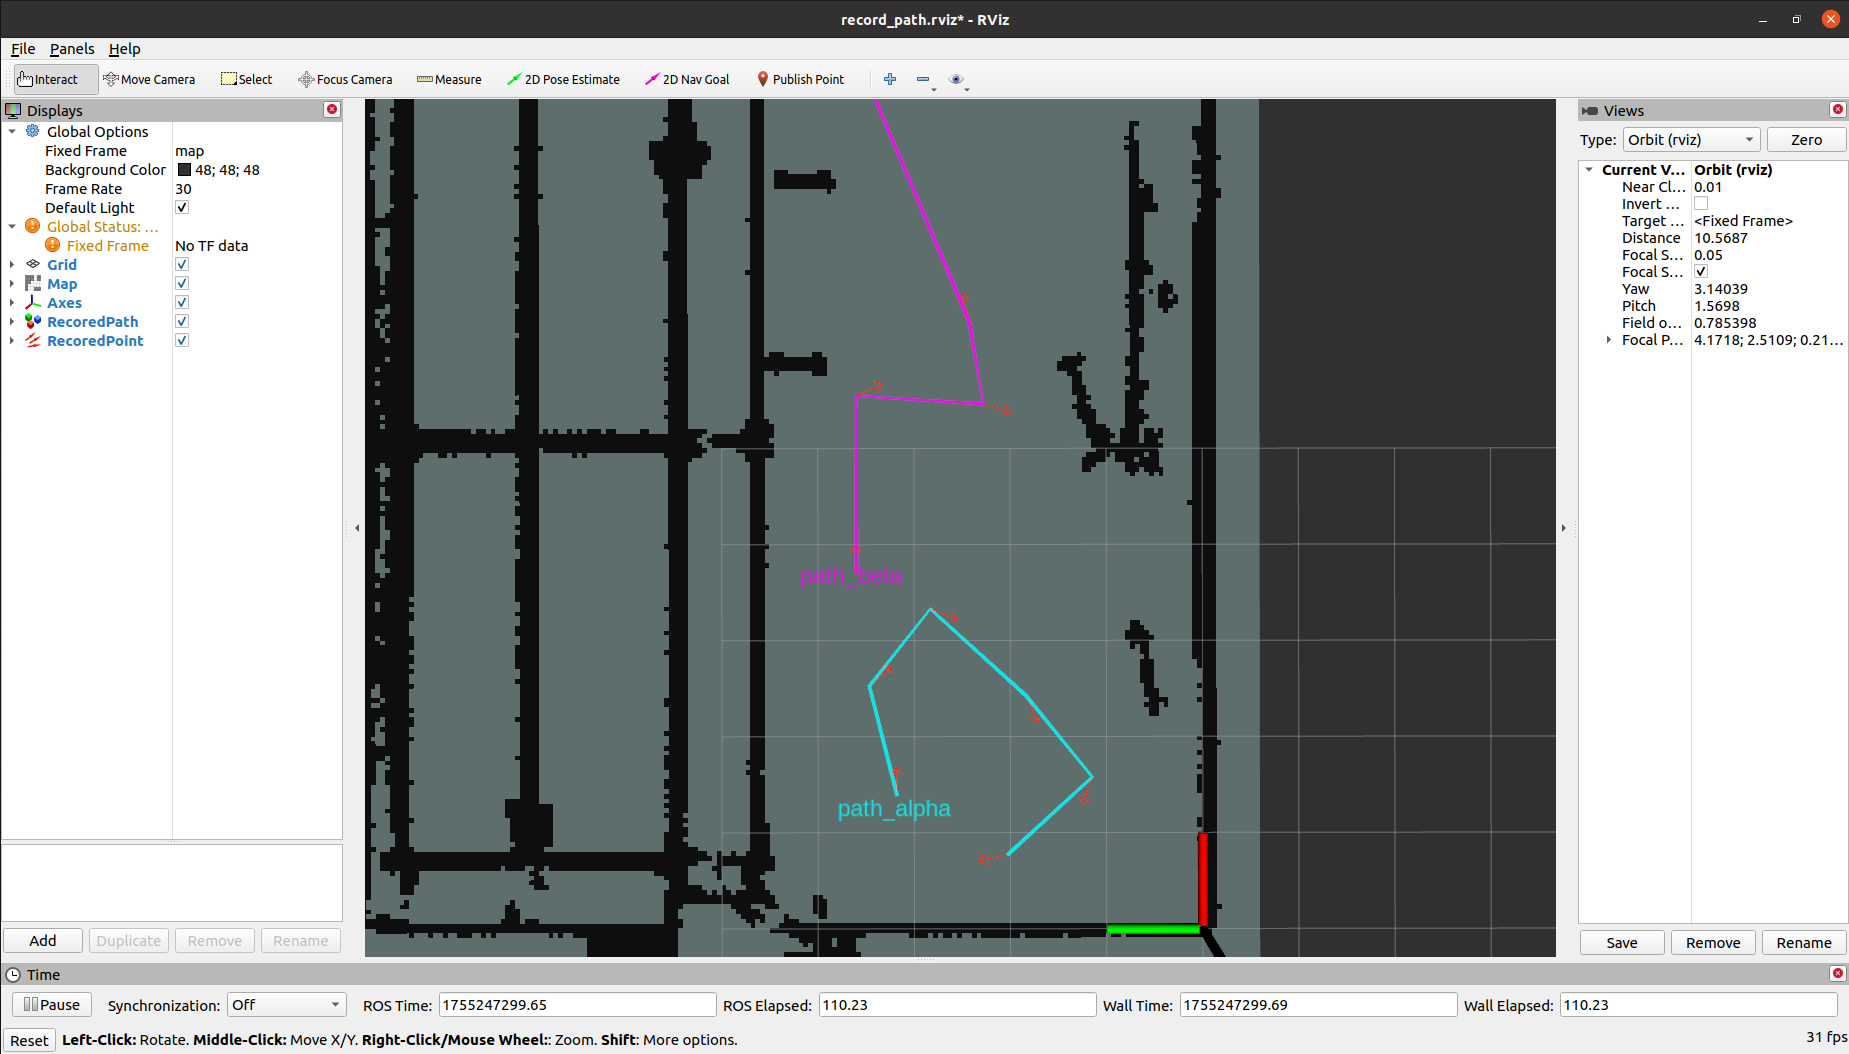 record_path.rviz* - RViz
File Panels Help
Interact Move Camera Select Focus Camera Measure 2D Pose Estimate 2D Nav Goal Publish Point
Displays
Global Options
Fixed Frame map
Background Color 48; 48; 48
Frame Rate 30
Default Light
Global Status: ...
Fixed Frame No TF data
Grid
Map
Axes
RecoredPath
RecoredPoint
Add Duplicate Remove Rename
path_beta
path_alpha
Views
Type: Orbit (rviz) Zero
Current V... Orbit (rviz)
Near Cl... 0.01
Invert ...
Target ... <Fixed Frame>
Distance 10.5687
Focal S... 0.05
Focal S...
Yaw 3.14039
Pitch 1.5698
Field o... 0.785398
Focal P... 4.1718; 2.5109; 0.21...
Save Remove Rename
Time
Pause Synchronization: Off ROS Time: 1755247299.65 ROS Elapsed: 110.23 Wall Time: 1755247299.69 Wall Elapsed: 110.23
Reset Left-Click: Rotate. Middle-Click: Move X/Y. Right-Click/Mouse Wheel:: Zoom. Shift: More options. 31 fps